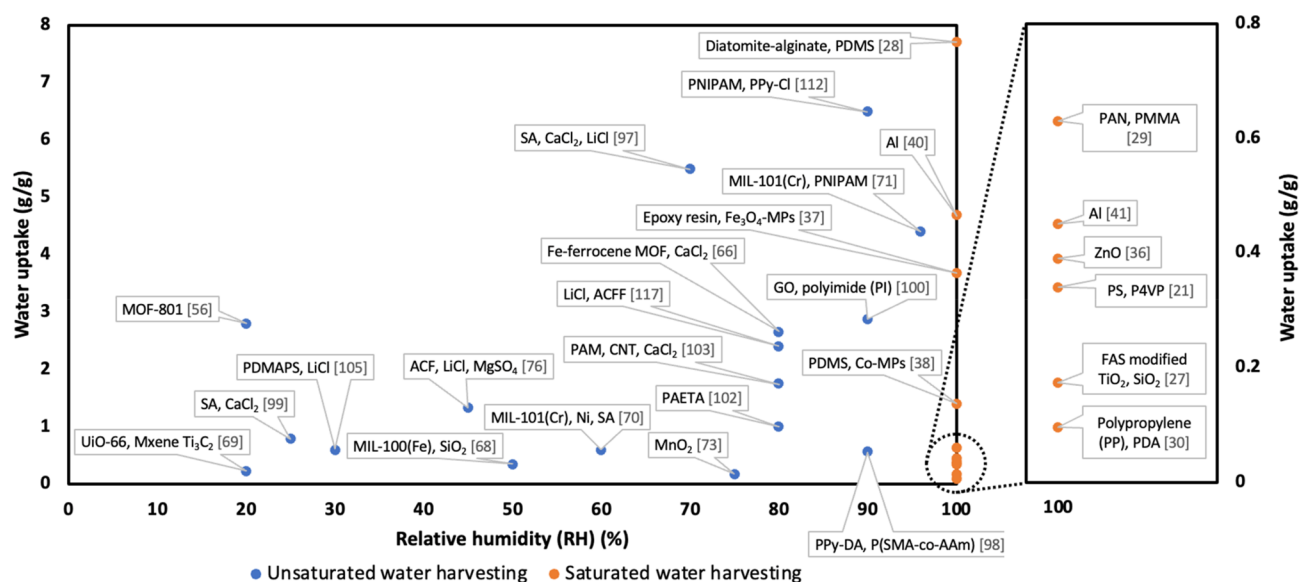 8
7
6
5
4
3
2
1
0
Water uptake (g/g)
0
10
20
30
40
50
60
70
80
90
100
Relative humidity (RH) (%)
Diatomite-alginate, PDMS [28]
PNIPAM, PPy-Cl [112]
SA, CaCl₂, LiCl [97]
Al [40]
MIL-101(Cr), PNIPAM [71]
Epoxy resin, Fe₃O₄-MPs [37]
Fe-ferrocene MOF, CaCl₂ [66]
GO, polyimide (PI) [100]
LiCl, ACFF [117]
MOF-801 [56]
PAM, CNT, CaCl₂ [103]
PDMS, Co-MPs [38]
PDMAPS, LiCl [105]
ACF, LiCl, MgSO₄ [76]
PAETA [102]
SA, CaCl₂ [99]
MIL-101(Cr), Ni, SA [70]
UiO-66, Mxene Ti₃C₂ [69]
MIL-100(Fe), SiO₂ [68]
MnO₂ [73]
PPy-DA, P(SMA-co-AAm) [98]
Unsaturated water harvesting
Saturated water harvesting
PAN, PMMA
[29]
Al [41]
ZnO [36]
PS, P4VP [21]
FAS modified
TiO₂, SiO₂ [27]
Polypropylene
(PP), PDA [30]
100
0.8
0.6
0.4
0.2
0
Water uptake (g/g)